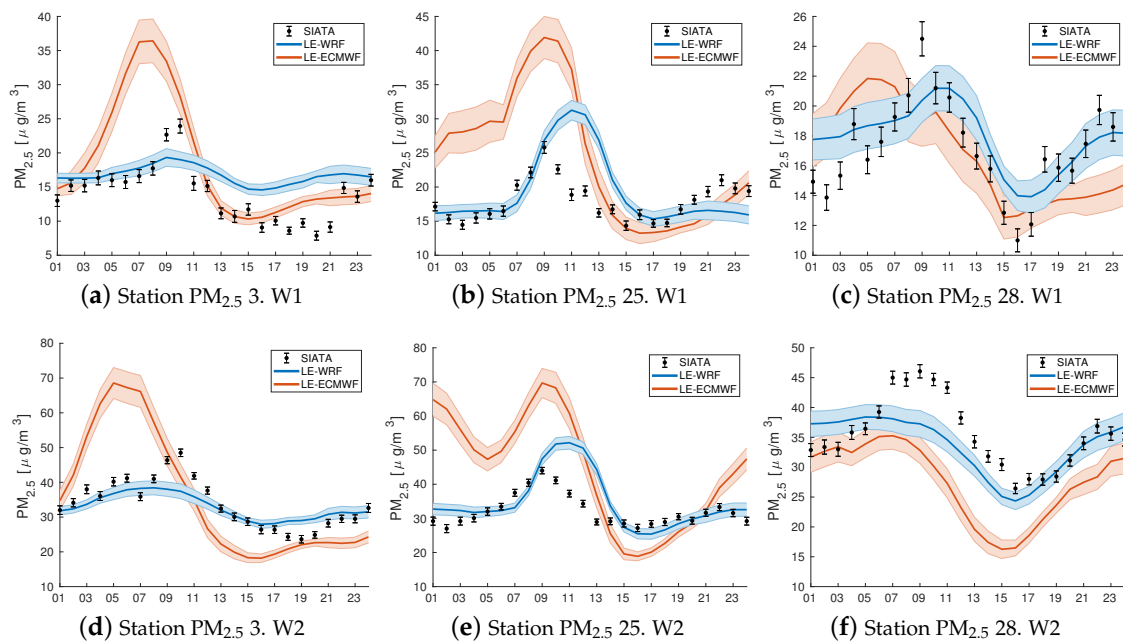 40
35
30
25
20
15
10
5
PM2.5 [ μ g/m 3 ]
01 03 05 07 09 11 13 15 17 19 21 23
SIATA
LE-WRF
LE-ECMWF
(a) Station PM2.5 3. W1
45
40
35
30
25
20
15
10
PM2.5 [ μ g/m 3 ]
01 03 05 07 09 11 13 15 17 19 21 23
SIATA
LE-WRF
LE-ECMWF
(b) Station PM2.5 25. W1
26
24
22
20
18
16
14
12
10
PM2.5 [ μ g/m 3 ]
01 03 05 07 09 11 13 15 17 19 21 23
SIATA
LE-WRF
LE-ECMWF
(c) Station PM2.5 28. W1
80
70
60
50
40
30
20
10
PM2.5 [ μ g/m 3 ]
01 03 05 07 09 11 13 15 17 19 21 23
SIATA
LE-WRF
LE-ECMWF
(d) Station PM2.5 3. W2
80
70
60
50
40
30
20
10
PM2.5 [ μ g/m 3 ]
01 03 05 07 09 11 13 15 17 19 21 23
SIATA
LE-WRF
LE-ECMWF
(e) Station PM2.5 25. W2
50
45
40
35
30
25
20
15
10
PM2.5 [ μ g/m 3 ]
01 03 05 07 09 11 13 15 17 19 21 23
SIATA
LE-WRF
LE-ECMWF
(f) Station PM2.5 28. W2